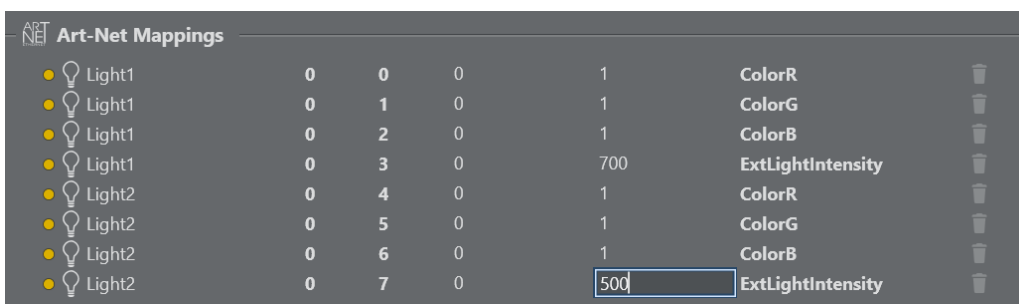 ART NET Art-Net Mappings
Light1 0 0 0 1 ColorR
Light1 0 1 0 1 ColorG
Light1 0 2 0 1 ColorB
Light1 0 3 0 700 ExtLightIntensity
Light2 0 4 0 1 ColorR
Light2 0 5 0 1 ColorG
Light2 0 6 0 1 ColorB
Light2 0 7 0 500 ExtLightIntensity